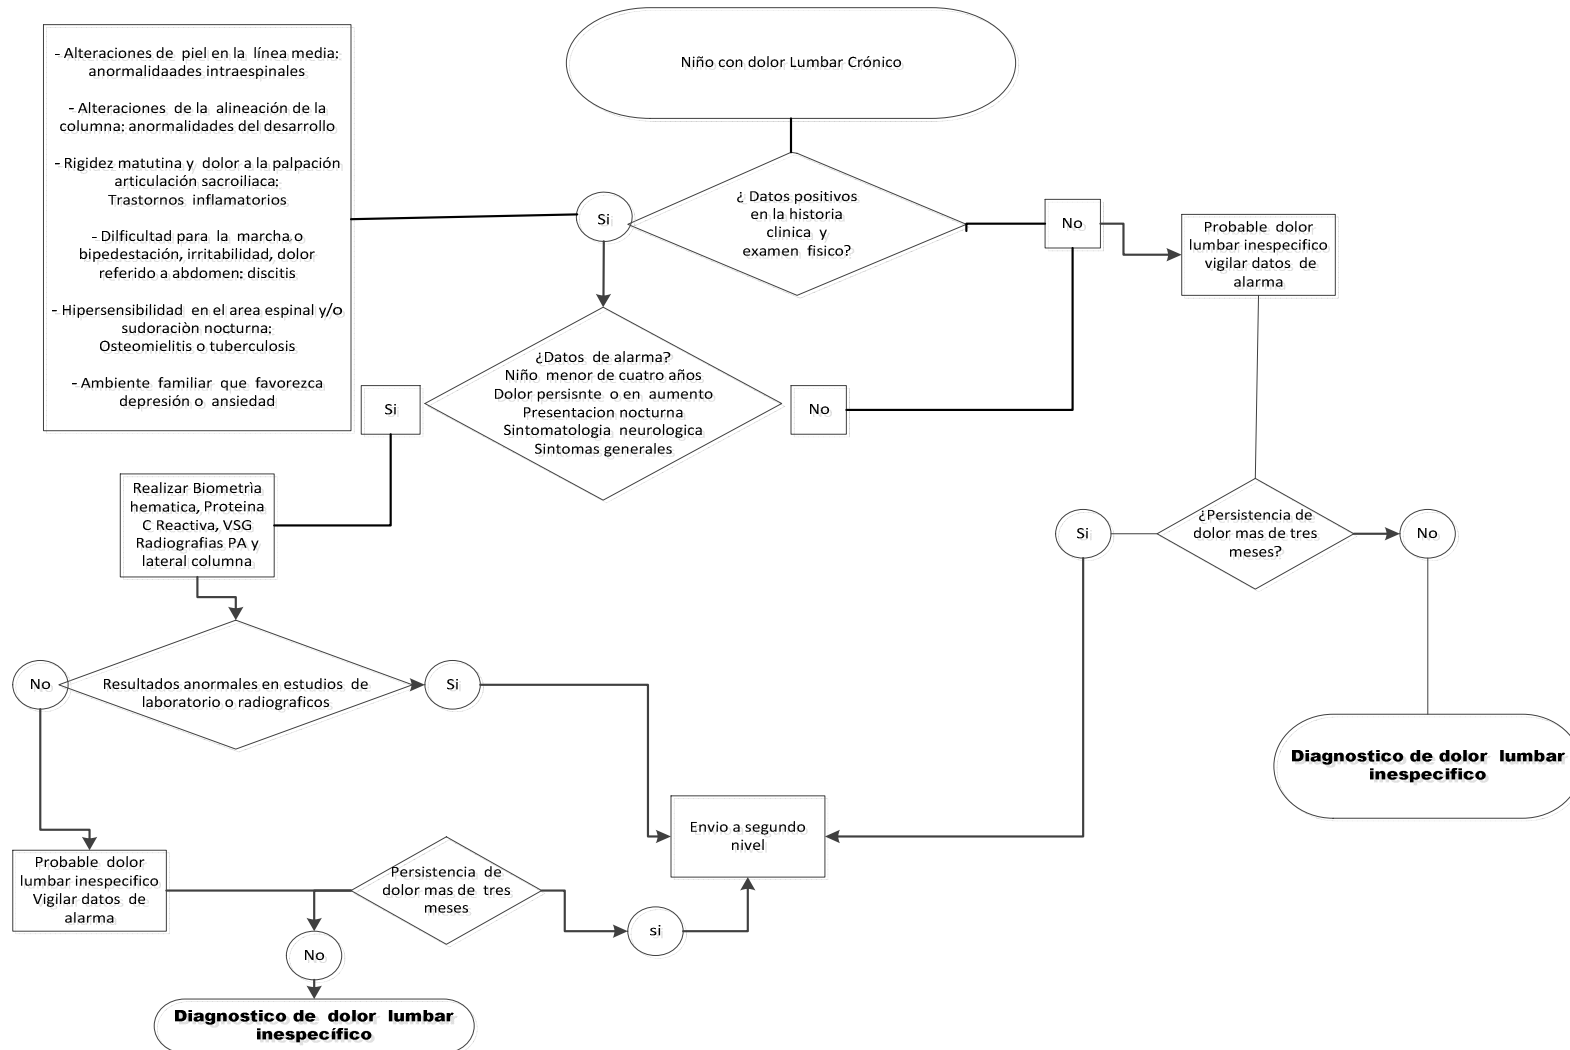 Niño con dolor Lumbar Crónico
- Alteraciones de piel en la línea media:
anormalidaades intraespinales
- Alteraciones de la alineación de la
columna: anormalidades del desarrollo
- Rigidez matutina y dolor a la palpación
articulación sacroiliaca:
Trastornos inflamatorios
- Dilficultad para la marcha o
bipedestación, irritabilidad, dolor
referido a abdomen: discitis
- Hipersensibilidad en el area espinal y/o
sudoraciòn nocturna:
Osteomielitis o tuberculosis
- Ambiente familiar que favorezca
depresión o ansiedad
Si
¿ Datos positivos
en la historia
clinica y
examen fisico?
No
Probable dolor
lumbar inespecifico
vigilar datos de
alarma
Si
¿Datos de alarma?
Niño menor de cuatro años
Dolor persisnte o en aumento
Presentacion nocturna
Sintomatologia neurologica
Sintomas generales
No
Realizar Biometrìa
hematica, Proteina
C Reactiva, VSG
Radiografias PA y
lateral columna
Si
¿Persistencia de
dolor mas de tres
meses?
No
No
Resultados anormales en estudios de
laboratorio o radiograficos
Si
Diagnostico de dolor lumbar
inespecifico
Envio a segundo
nivel
Probable dolor
lumbar inespecifico
Vigilar datos de
alarma
Persistencia de
dolor mas de tres
meses
si
No
Diagnostico de dolor lumbar
inespecífico